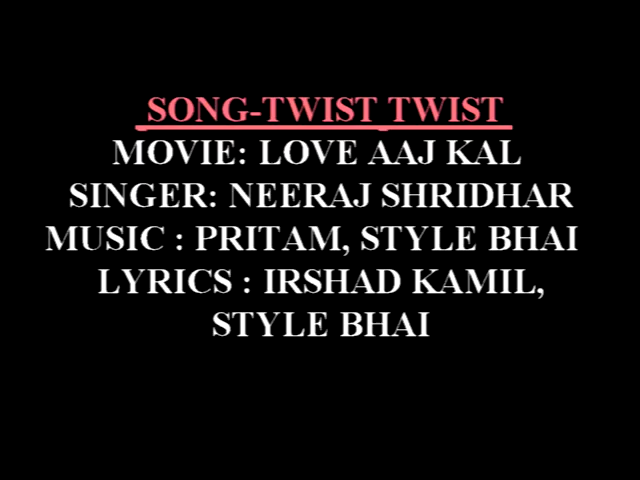 SONG-TWIST TWIST
MOVIE: LOVE AAJ KAL
SINGER: NEERAJ SHRIDHAR
MUSIC : PRITAM, STYLE BHAI
LYRICS : IRSHAD KAMIL,
STYLE BHAI